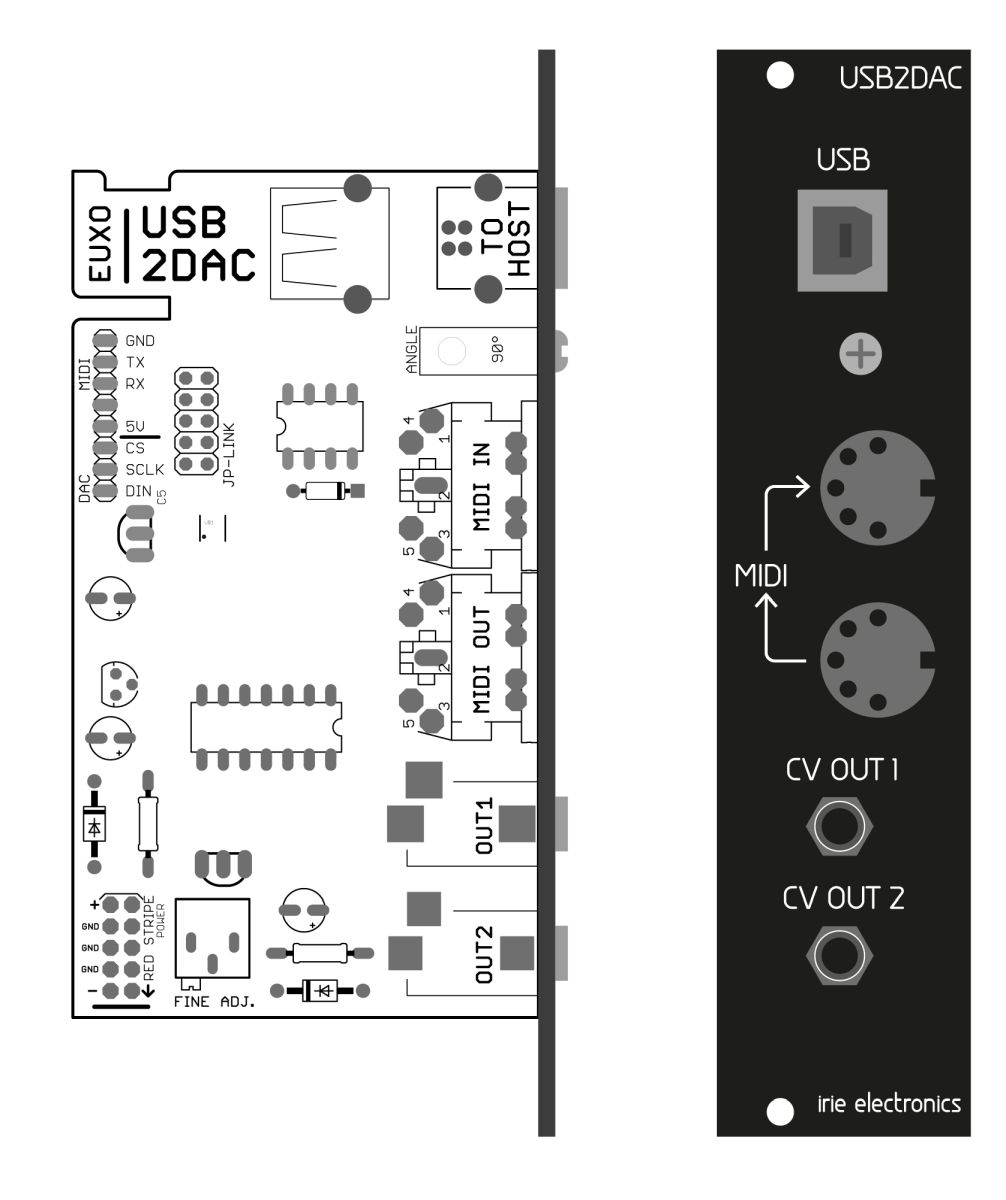 EUXO
USB
2DAC
TO
HOST
MIDI
GND
TX
RX
5V
DAC
CS
SCLK
DIN
C5
JP-LINK
ANGLE
90°
4
1
2
3
5
MIDI IN
4
1
2
3
5
MIDI OUT
OUT1
OUT2
+
GND
GND
GND
-
RED STRIPE
POWER
FINE ADJ.
+
+
+
USB2DAC
USB
MIDI
CV OUT 1
CV OUT 2
irie electronics